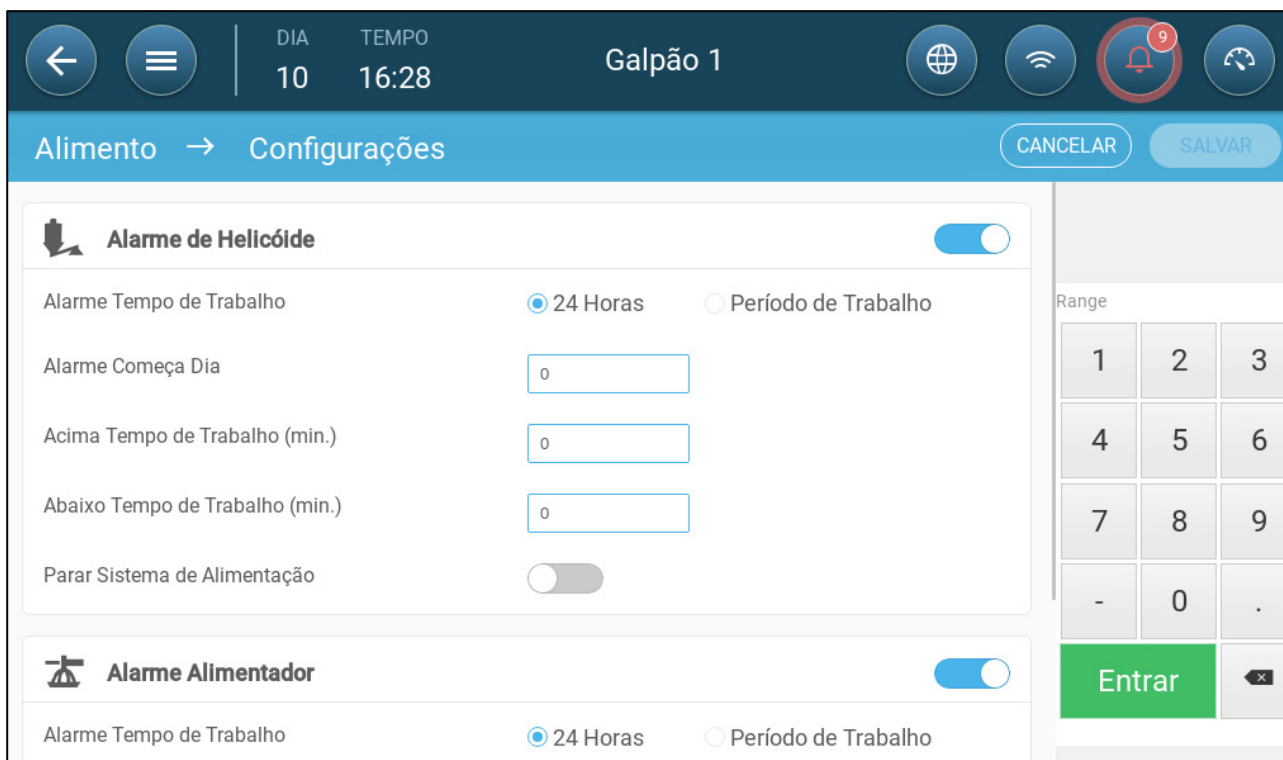 DIA TEMPO
10 16:28
Galpão 1
9
Alimento → Configurações
CANCELAR
SALVAR
Alarme de Helicóide
Alarme Tempo de Trabalho
24 Horas
Período de Trabalho
Alarme Começa Dia
0
Acima Tempo de Trabalho (min.)
0
Abaixo Tempo de Trabalho (min.)
0
Parar Sistema de Alimentação
Alarme Alimentador
Alarme Tempo de Trabalho
24 Horas
Período de Trabalho
Range
1 2 3
4 5 6
7 8 9
- 0 .
Entrar